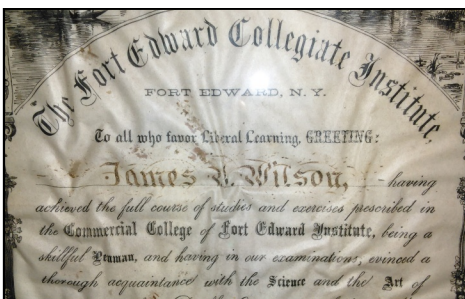 The Fort Edward Collegiate Institute,
FORT EDWARD, N. Y.
To all who favor Liberal Learning, GREETING:
James Wilson, having
achieved the full course of studies and exercises prescribed in
the Commercial College of Fort Edward Institute, being a
skillful Penman, and having in our examinations, evinced a
thorough acquaintance with the Science and the Art of